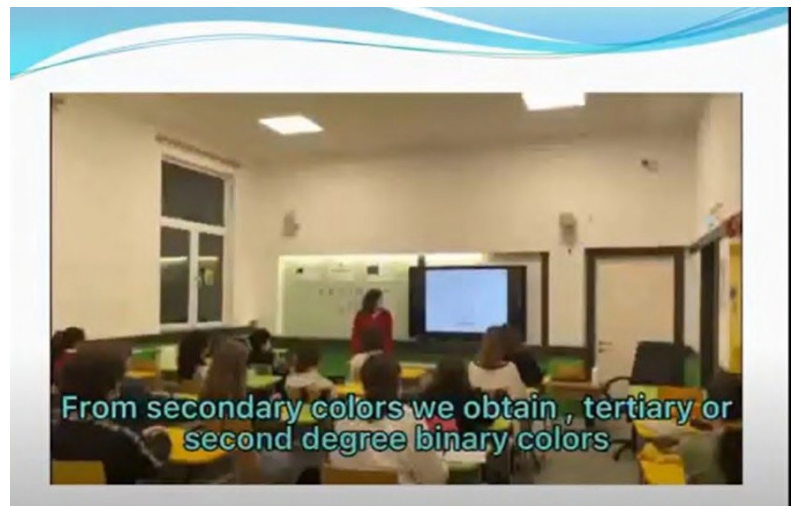 From secondary colors we obtain , tertiary or
second degree binary colors